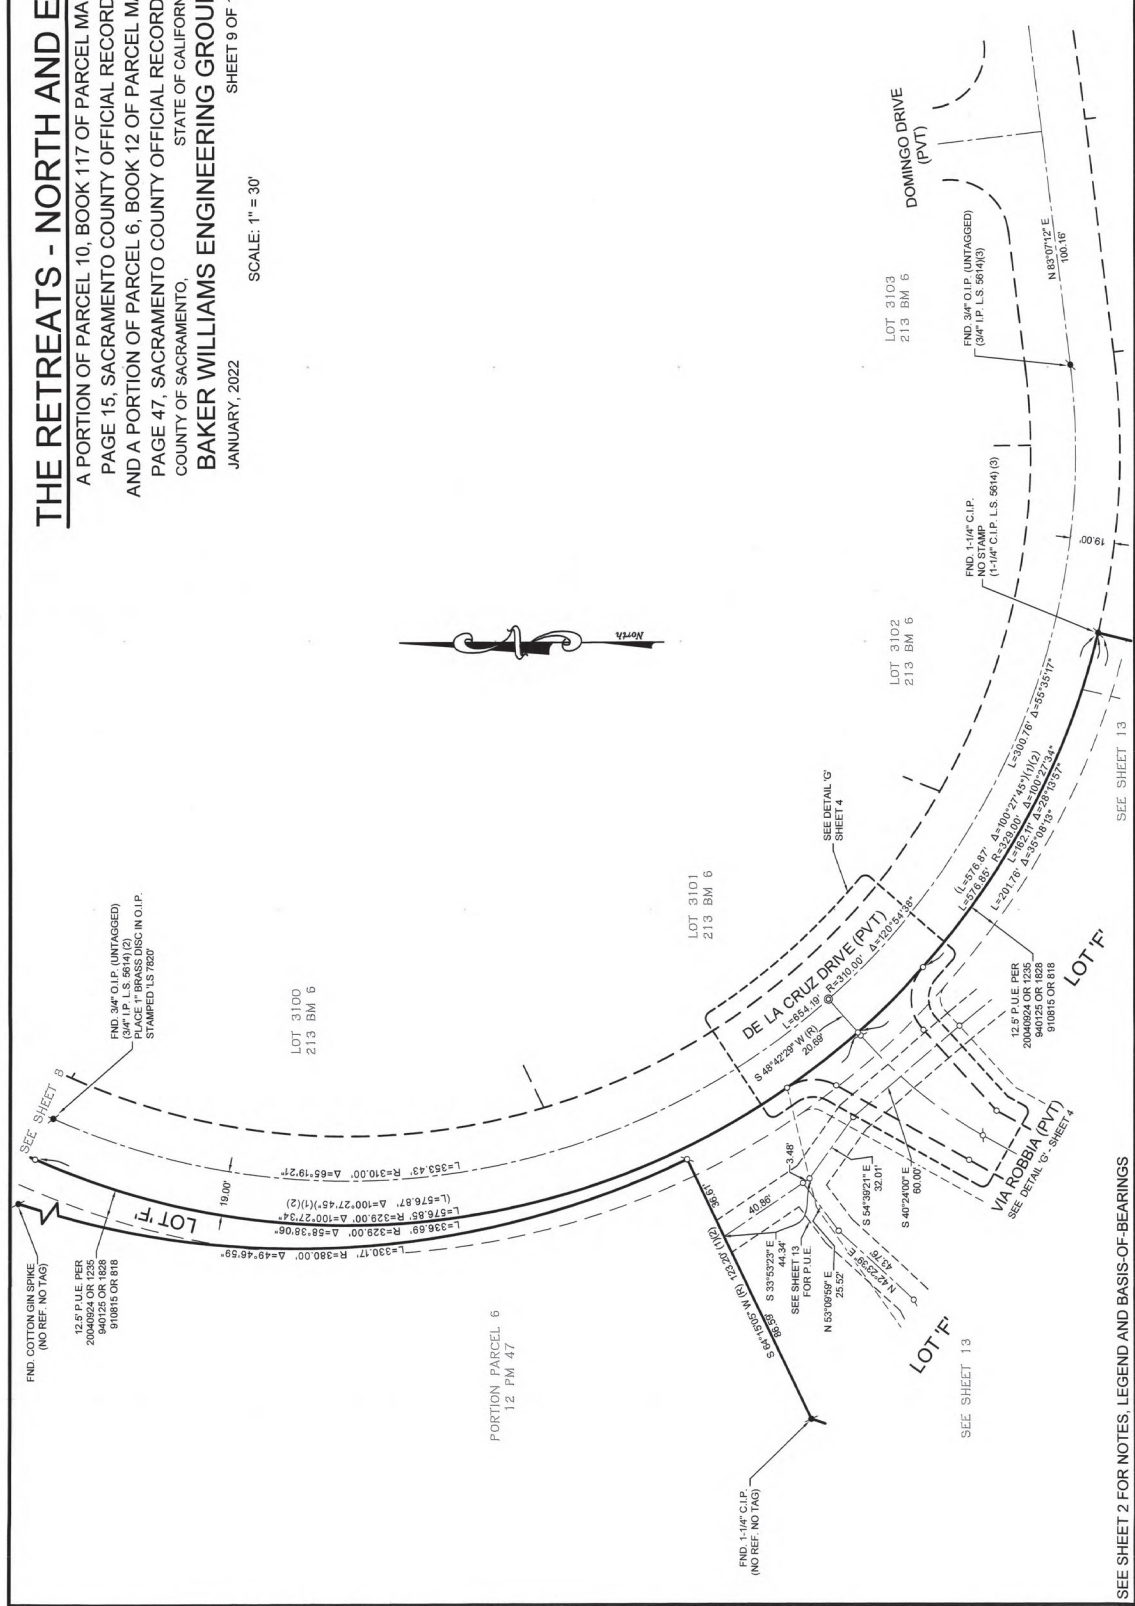 THE RETREATS - NORTH AND E
A PORTION OF PARCEL 10, BOOK 117 OF PARCEL MA
PAGE 15, SACRAMENTO COUNTY OFFICIAL RECORD
AND A PORTION OF PARCEL 6, BOOK 12 OF PARCEL MA
PAGE 47, SACRAMENTO COUNTY OFFICIAL RECORD
COUNTY OF SACRAMENTO, STATE OF CALIFORN
BAKER WILLIAMS ENGINEERING GROU
JANUARY, 2022 SHEET 9 OF 1
SCALE: 1" = 30'
FND. COTTON GIN SPIKE
(NO REF. NO TAG)
SEE SHEET 8
FND. 3/4" O.I.P. (UNTAGGED)
(3/4" I.P. L.S. 5614) (2)
PLACE 1" BRASS DISC IN O.I.P.
STAMPED 'LS 7820'
12.5' P.U.E. PER
20040924 OR 1235
940125 OR 1828
910815 OR 818
LOT 'F'
19.00'
L=353.43' R=310.00' Δ=65°19'21"
(L=576.87' Δ=100°27'45")(1)(2)
L=576.85' R=329.00' Δ=100°27'34"
L=336.69' R=329.00' Δ=58°38'06"
L=330.17' R=380.00' Δ=49°46'59"
LOT 3100
213 BM 6
North
PORTION PARCEL 6
12 PM 47
LOT 3101
213 BM 6
SEE DETAIL 'G'
SHEET 4
LOT 3102
213 BM 6
LOT 3103
213 BM 6
DOMINGO DRIVE
(PVT)
FND. 3/4" O.I.P. (UNTAGGED)
(3/4" I.P. L.S. 5614)(3)
N 83°07'12" E
100.16'
FND. 1-1/4" C.I.P.
NO STAMP
(1-1/4" C.I.P. L.S. 5614) (3)
19.00'
DE LA CRUZ DRIVE (PVT)
L=654.19' R=310.00' Δ=120°54'38"
S 48°42'29" W (R)
20.69'
L=300.76' Δ=55°35'17"
(L=576.87' Δ=100°27'45")(1)(2)
L=576.85' R=329.00' Δ=100°27'34"
L=162.11' Δ=28°13'57"
L=201.76' Δ=35°08'13"
36.61'
S 64°15'05" W (R) 123.20' (1)(2)
86.59'
3.48'
40.86'
S 33°53'23" E
44.34'
SEE SHEET 13
FOR P.U.E.
N 53°09'59" E
25.52'
N 42°23'39" E
43.76'
S 54°39'21" E
32.01'
S 40°24'00" E
60.00'
FND. 1-1/4" C.I.P.
(NO REF. NO TAG)
LOT 'F'
SEE SHEET 13
VIA ROBBIA (PVT)
SEE DETAIL 'G' - SHEET 4
12.5' P.U.E. PER
20040924 OR 1235
940125 OR 1828
910815 OR 818
LOT 'F'
SEE SHEET 13
SEE SHEET 2 FOR NOTES, LEGEND AND BASIS-OF-BEARINGS